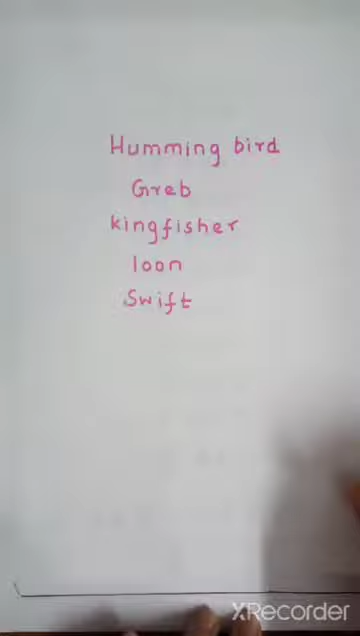 Humming bird
Greb
kingfisher
loon
Swift
XRecorder